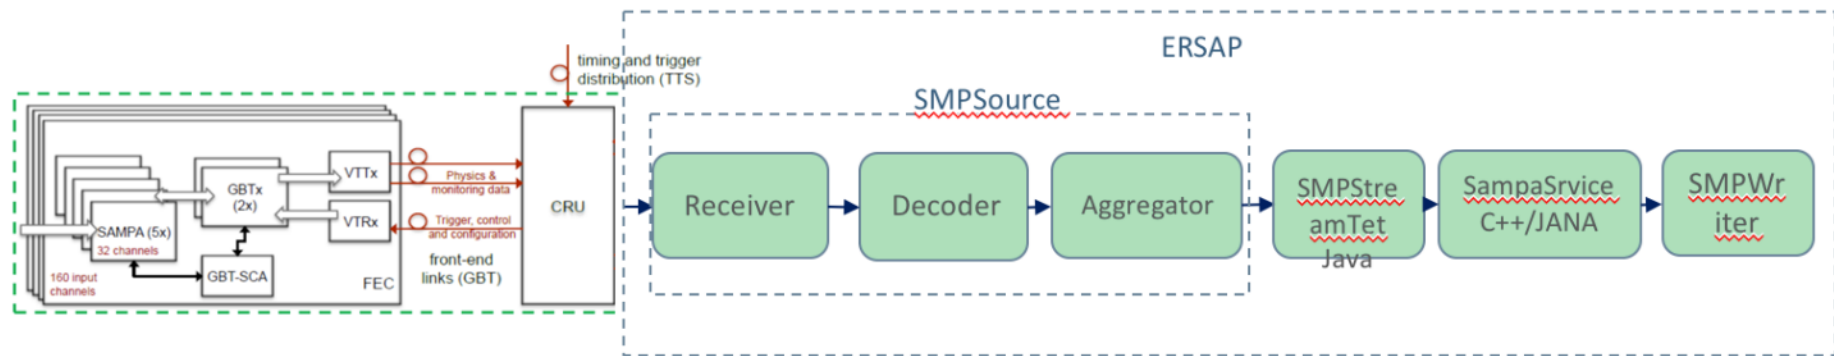 ERSAP
timing and trigger
distribution (TTS)
SMPSource
VTTx
GBTx
(2x)
Physics &
monitoring data
CRU
Receiver
Decoder
Aggregator
SMPStre
amTet
Java
SampaSrvice
C++/JANA
SMPWr
iter
VTRx
Trigger, control
and configuration
SAMPA (5x)
32 channels
front-end
links (GBT)
GBT-SCA
FEC
160 input
channels